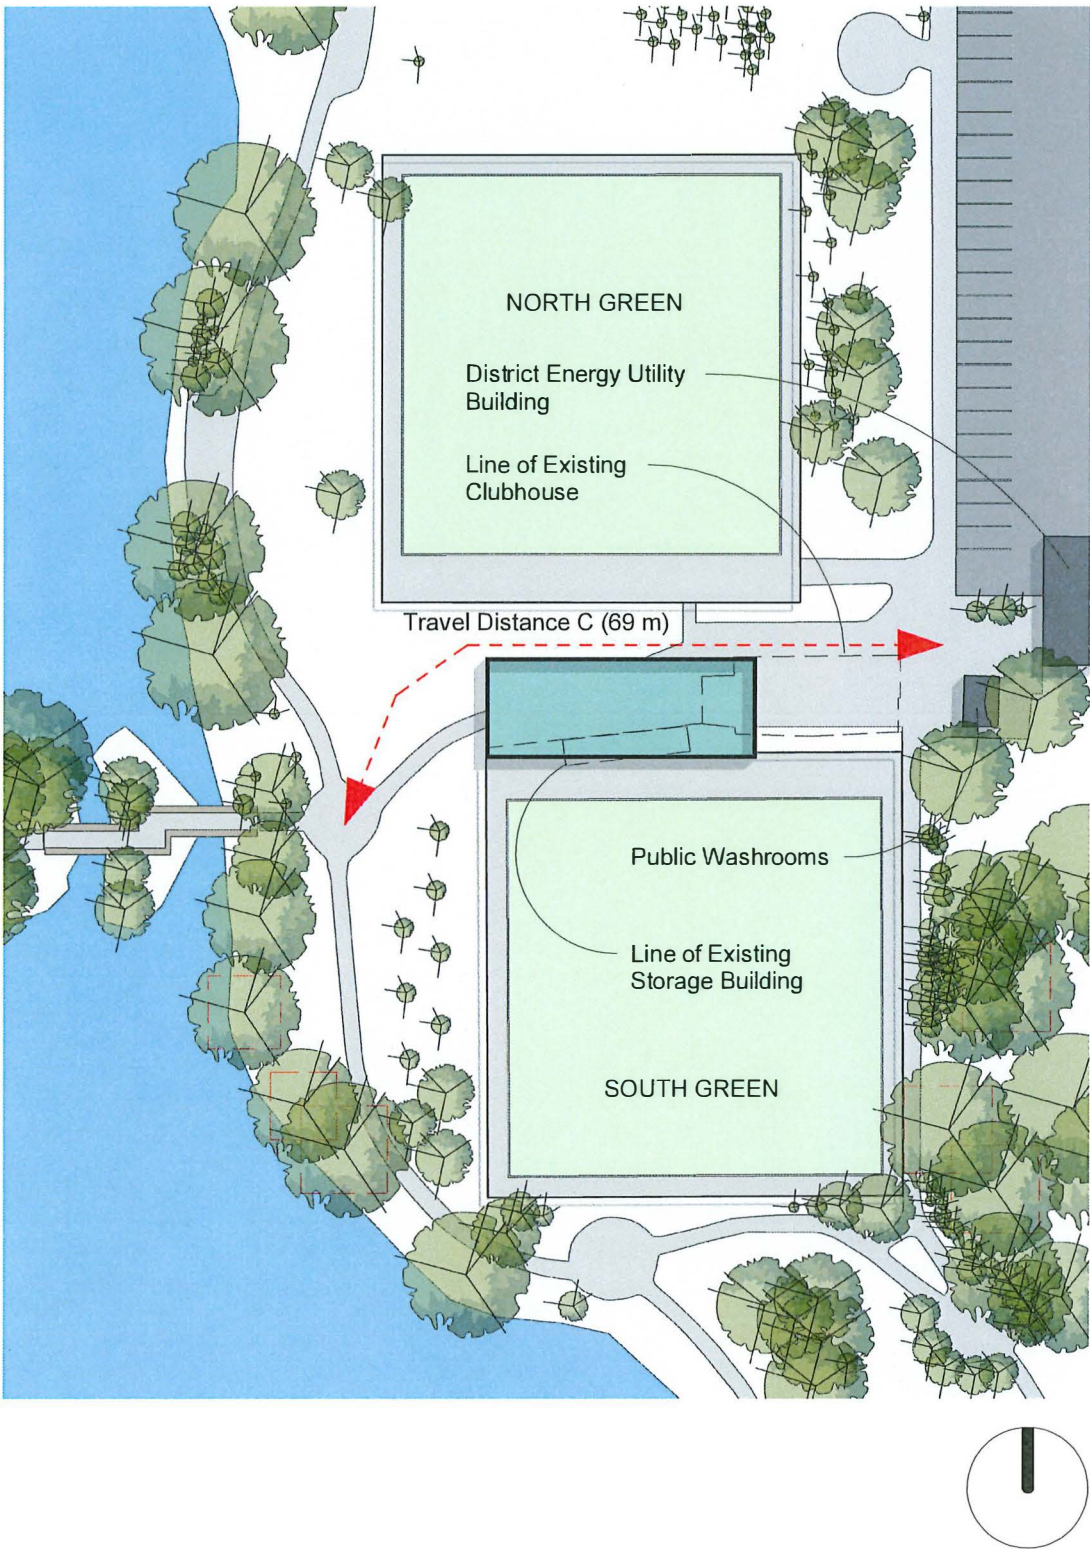 NORTH GREEN
District Energy Utility
Building
Line of Existing
Clubhouse
Travel Distance C (69 m)
Public Washrooms
Line of Existing
Storage Building
SOUTH GREEN